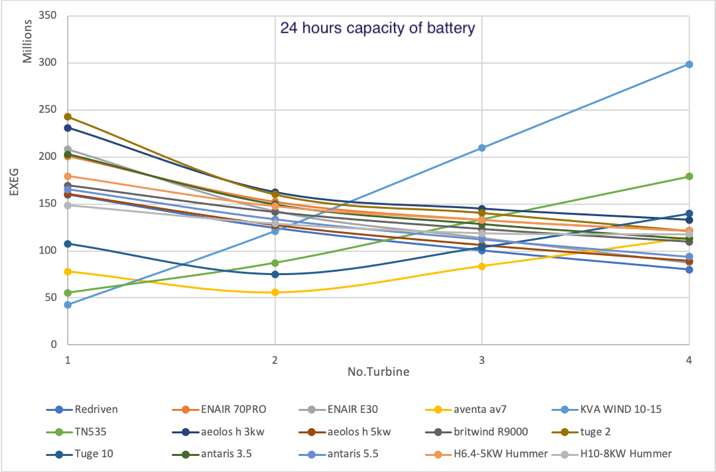 24 hours capacity of battery
Millions
EXEG
350
300
250
200
150
100
50
0
1 2 3 4
No.Turbine
Redriven ENAIR 70PRO ENAIR E30 aventa av7 KVA WIND 10-15
TN535 aeolos h 3kw aeolos h 5kw britwind R9000 tuge 2
Tuge 10 antaris 3.5 antaris 5.5 H6.4-5KW Hummer H10-8KW Hummer